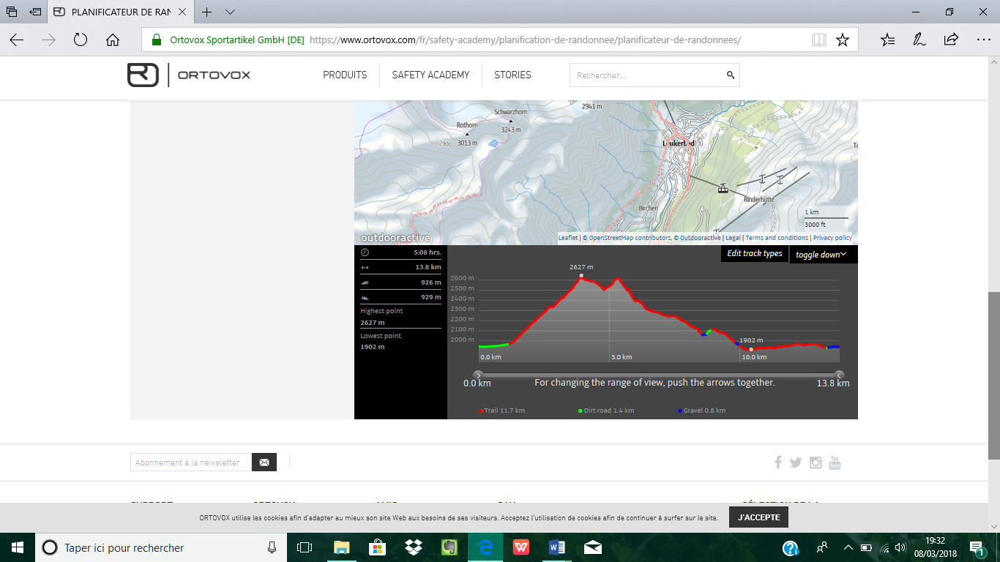 PLANIFICATEUR DE RAN
Ortovox Sportartikel GmbH [DE] https://www.ortovox.com/fr/safety-academy/planification-de-randonnee/planificateur-de-randonnees/
ORTOVOX PRODUITS SAFETY ACADEMY STORIES Rechercher...
2941 m
Schwarzhorn
3243 m
Rothorn
2900 3013 m
Leukerbad
Rinderhütte
Birchen
1 km
3000 ft
outdooractive
Leaflet | © OpenStreetMap contributors, © Outdooractive | Legal | Terms and conditions | Privacy policy
5:08 hrs.
13.8 km
926 m
929 m
Highest point
2627 m
Lowest point
1902 m
Edit track types toggle down
2627 m
2600 m
2500 m
2400 m
2300 m
2200 m
2100 m
2000 m
1902 m
0.0 km 5.0 km 10.0 km
0.0 km For changing the range of view, push the arrows together. 13.8 km
Trail 11.7 km Dirt road 1.4 km Gravel 0.8 km
Abonnement à la newsletter
You Tube
ORTOVOX utilise les cookies afin d'adapter au mieux son site Web aux besoins de ses visiteurs. Acceptez l'utilisation de cookies afin de continuer à surfer sur le site. J'ACCEPTE
Taper ici pour rechercher
19:32
08/03/2018
1